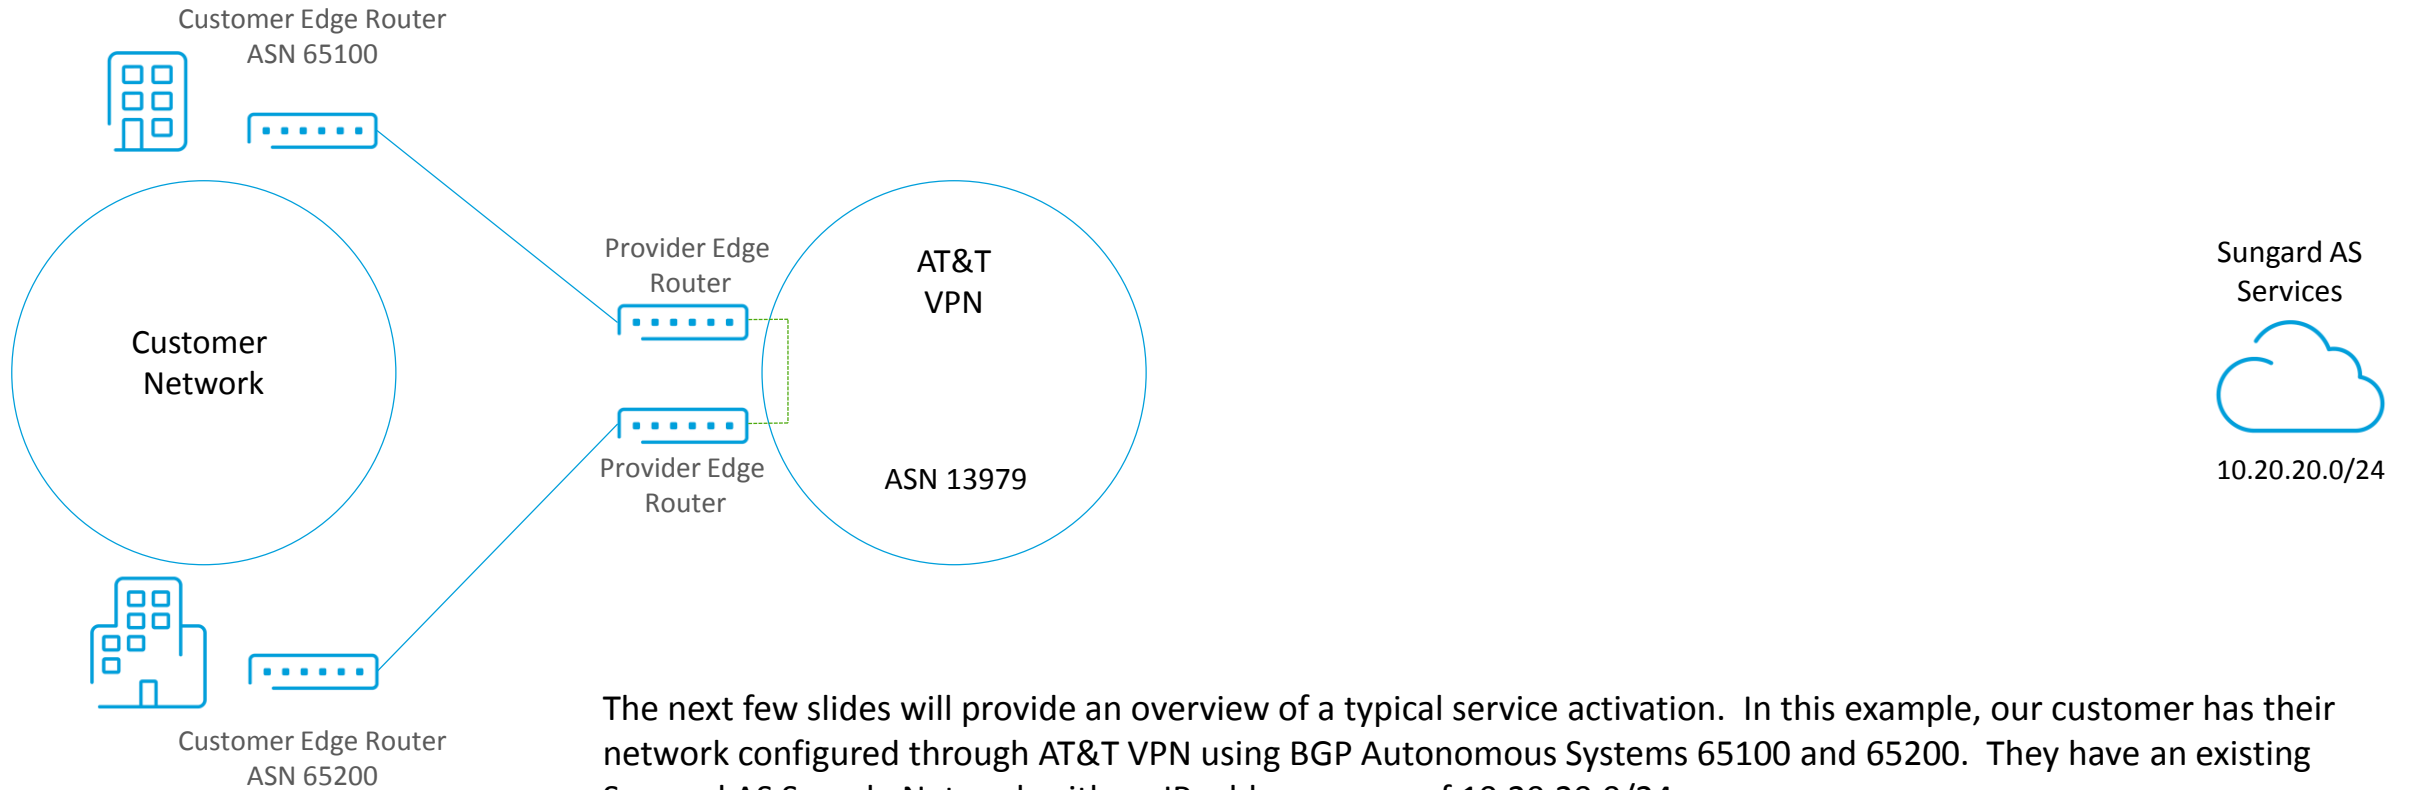 Customer Edge Router
ASN 65100
Provider Edge
Router
AT&T
VPN
Sungard AS
Services
Customer
Network
Provider Edge
Router
ASN 13979
10.20.20.0/24
Customer Edge Router
ASN 65200
The next few slides will provide an overview of a typical service activation. In this example, our customer has their
network configured through AT&T VPN using BGP Autonomous Systems 65100 and 65200. They have an existing